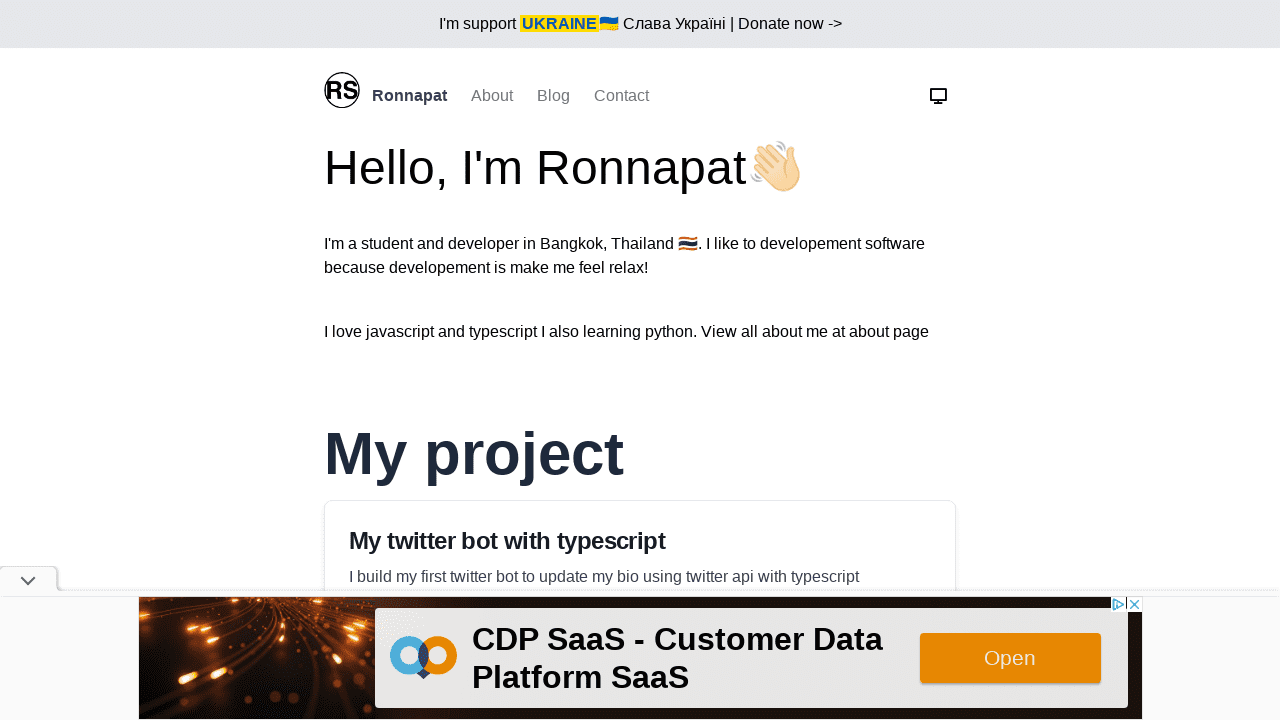 I'm support UKRAINE🇺🇦 Слава Україні | Donate now ->
RS Ronnapat About Blog Contact
Hello, I'm Ronnapat👋🏻
I'm a student and developer in Bangkok, Thailand 🇹🇭. I like to developement software
because developement is make me feel relax!
I love javascript and typescript I also learning python. View all about me at about page
My project
My twitter bot with typescript
I build my first twitter bot to update my bio using twitter api with typescript
CDP SaaS - Customer Data
Platform SaaS
Open